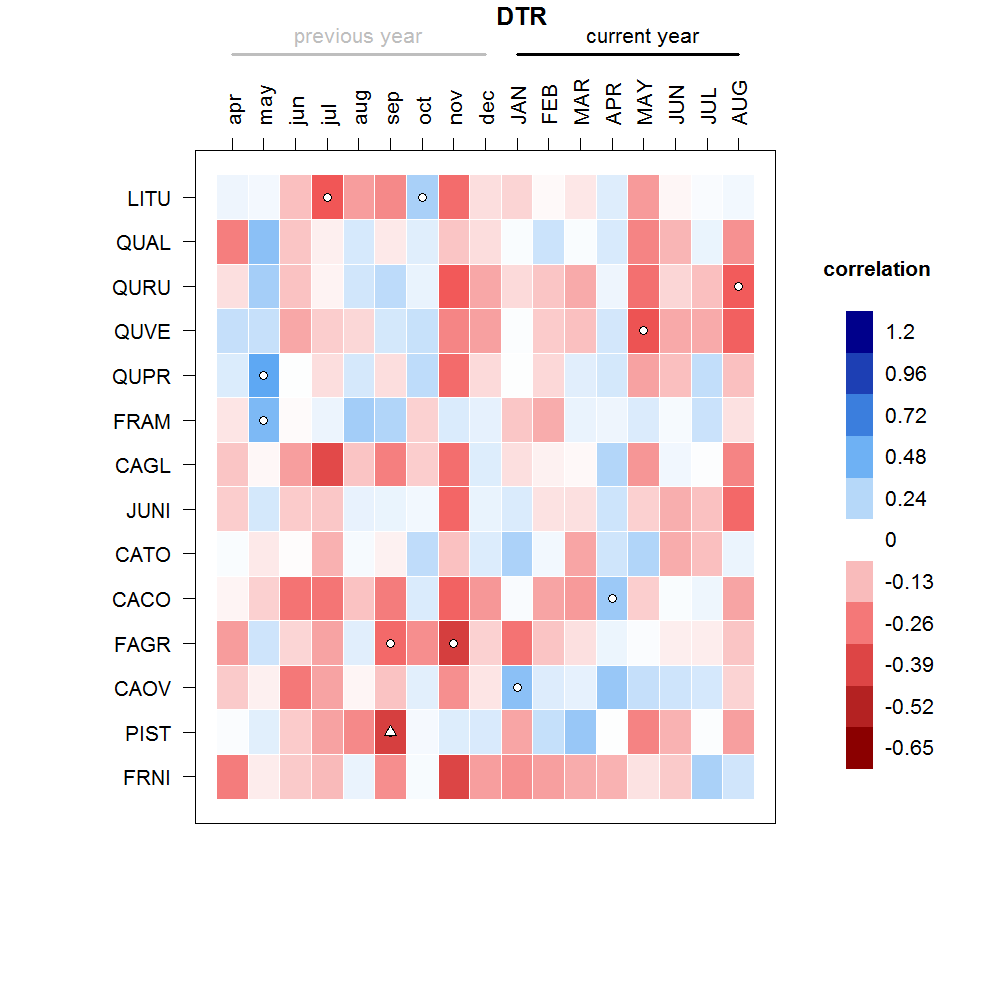 DTR
previous year current year
apr may jun jul aug sep oct nov dec JAN FEB MAR APR MAY JUN JUL AUG
LITU
QUAL
QURU
QUVE
QUPR
FRAM
CAGL
JUNI
CATO
CACO
FAGR
CAOV
PIST
FRNI
correlation
1.2
0.96
0.72
0.48
0.24
0
-0.13
-0.26
-0.39
-0.52
-0.65